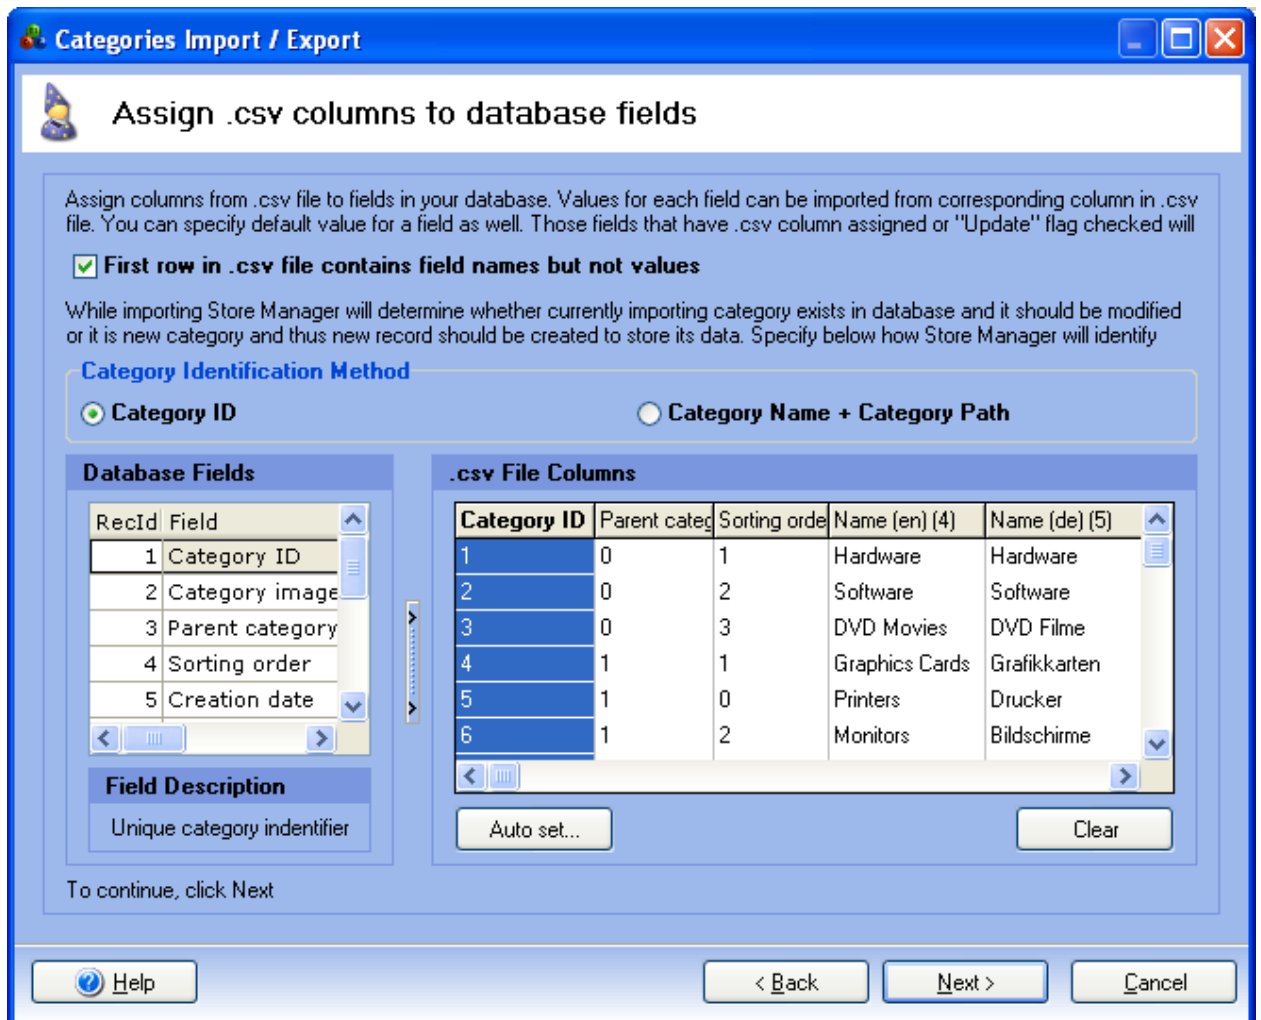 Categories Import / Export
Assign .csv columns to database fields
Assign columns from .csv file to fields in your database. Values for each field can be imported from corresponding column in .csv
file. You can specify default value for a field as well. Those fields that have .csv column assigned or "Update" flag checked will
First row in .csv file contains field names but not values
While importing Store Manager will determine whether currently importing category exists in database and it should be modified
or it is new category and thus new record should be created to store its data. Specify below how Store Manager will identify
Category Identification Method
Category ID Category Name + Category Path
Database Fields
RecId Field
1 Category ID
2 Category image
3 Parent category
4 Sorting order
5 Creation date
Field Description
Unique category indentifier
.csv File Columns
Category ID Parent categ Sorting orde Name (en) (4) Name (de) (5)
1 0 1 Hardware Hardware
2 0 2 Software Software
3 0 3 DVD Movies DVD Filme
4 1 1 Graphics Cards Grafikkarten
5 1 0 Printers Drucker
6 1 2 Monitors Bildschirme
Auto set... Clear
To continue, click Next
Help < Back Next > Cancel